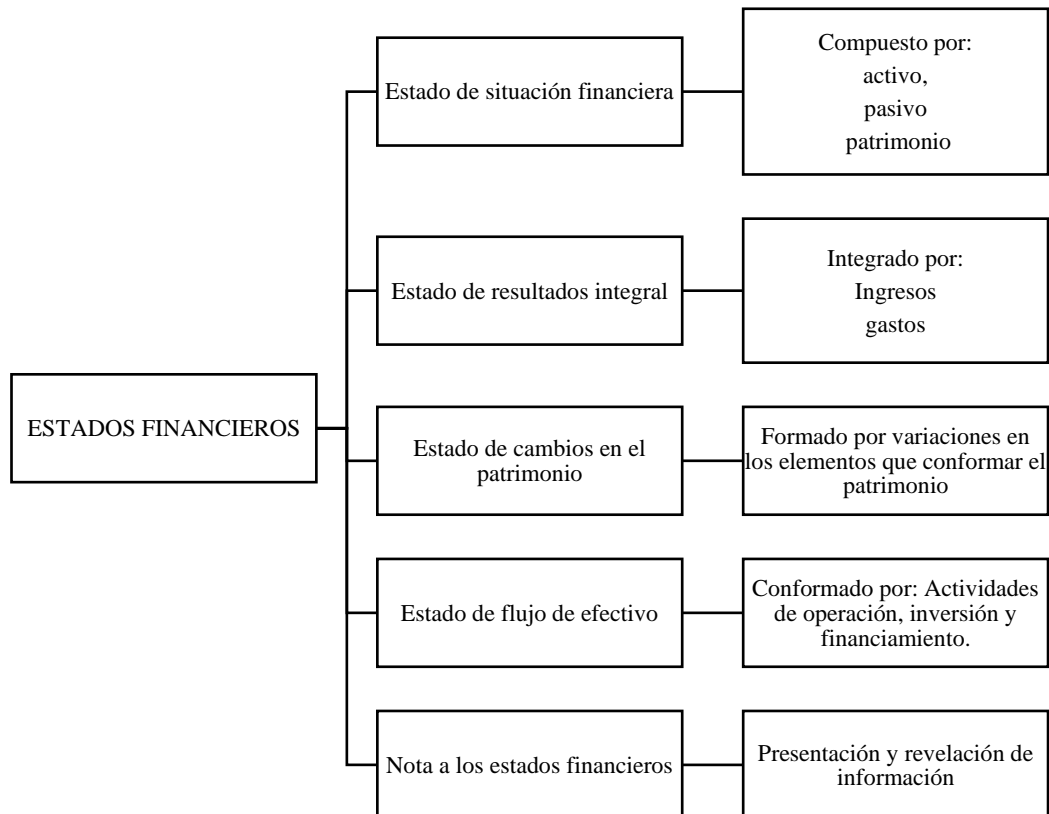 ESTADOS FINANCIEROS
Estado de situación financiera
Compuesto por:
activo,
pasivo
patrimonio
Estado de resultados integral
Integrado por:
Ingresos
gastos
Estado de cambios en el
patrimonio
Formado por variaciones en
los elementos que conformar el
patrimonio
Estado de flujo de efectivo
Conformado por: Actividades
de operación, inversión y
financiamiento.
Nota a los estados financieros
Presentación y revelación de
información